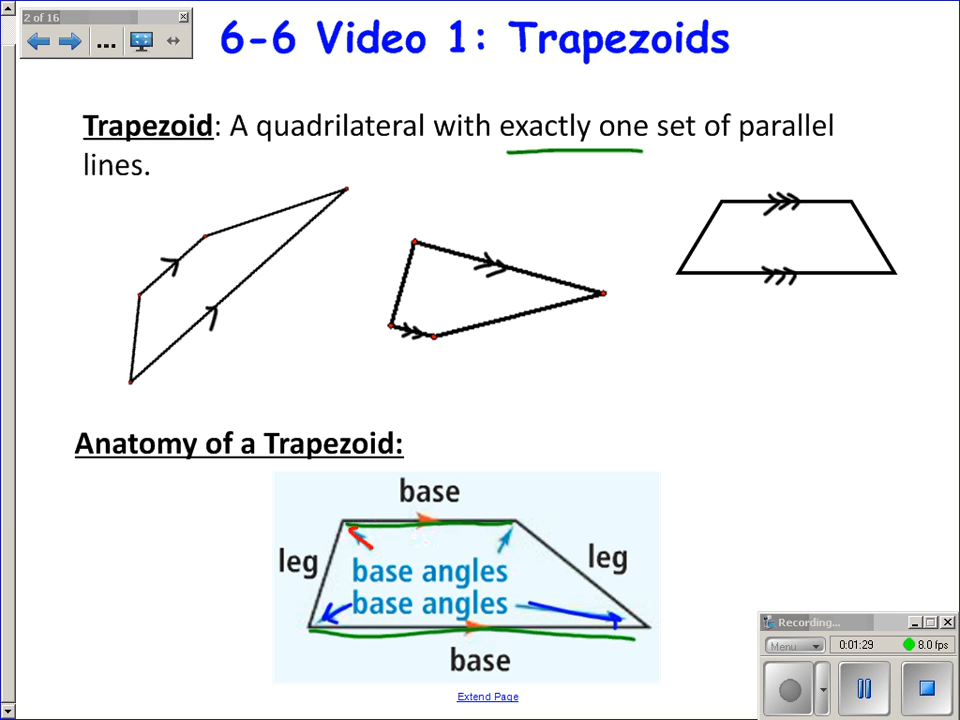 2 of 16
6-6 Video 1: Trapezoids
Trapezoid: A quadrilateral with exactly one set of parallel
lines.
Anatomy of a Trapezoid:
base
leg
leg
base angles
base angles
base
Extend Page
Recording...
Menu
0:01:29
8.0 fps